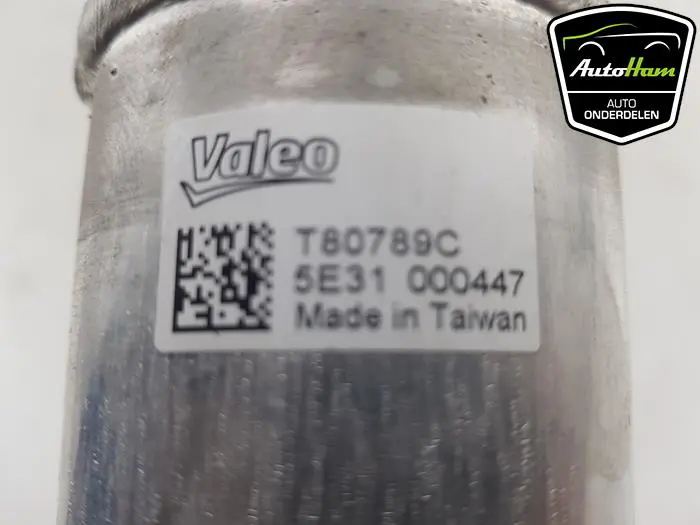 AutoHam
AUTO
ONDERDELEN
Valeo
T80789C
5E31 000447
Made in Taiwan